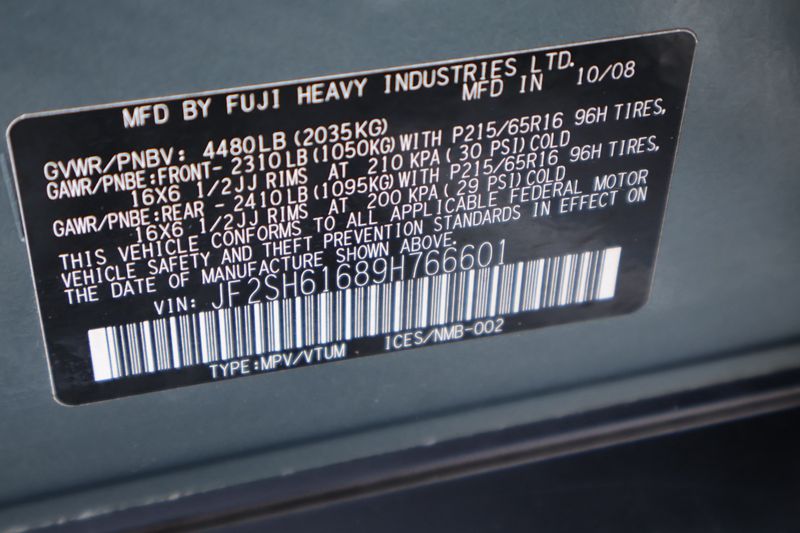 MFD BY FUJI HEAVY INDUSTRIES LTD.
MFD IN 10/08
GVWR/PNBV: 4480LB(2035KG)
GAWR/PNBE:FRONT- 2310LB(1050KG)WITH P215/65R16 96H TIRES,
16X6 1/2JJ RIMS AT 210 KPA(30 PSI)COLD
GAWR/PNBE:REAR - 2410LB(1095KG)WITH P215/65R16 96H TIRES,
16X6 1/2JJ RIMS AT 200 KPA(29 PSI)COLD
THIS VEHICLE CONFORMS TO ALL APPLICABLE FEDERAL MOTOR
VEHICLE SAFETY AND THEFT PREVENTION STANDARDS IN EFFECT ON
THE DATE OF MANUFACTURE SHOWN ABOVE.
VIN: JF2SH61689H766601
TYPE:MPV/VTUM ICES/NMB-002